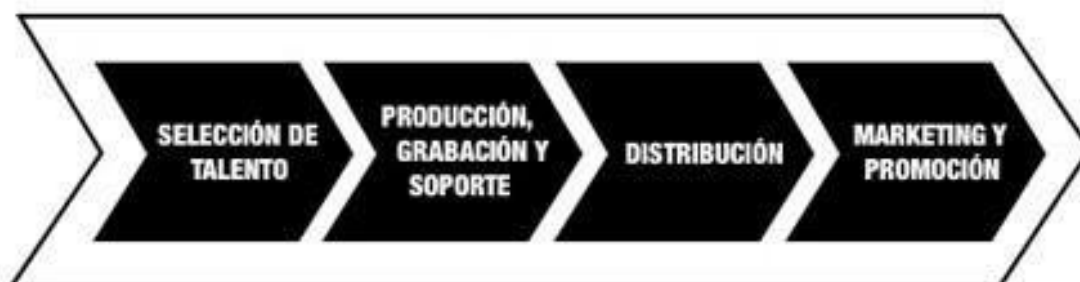 SELECCIÓN DE
TALENTO
PRODUCCIÓN,
GRABACIÓN Y
SOPORTE
DISTRIBUCIÓN
MARKETING Y
PROMOCIÓN